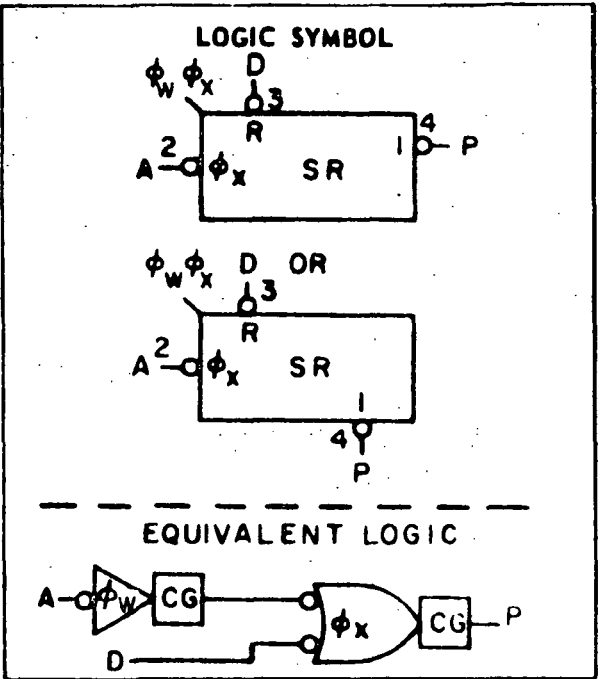 LOGIC SYMBOL
ϕW ϕX D
3
R
A 2 ϕX SR 1 4 P
ϕW ϕX D OR
3
R
A 2 ϕX SR
1
4
P
EQUIVALENT LOGIC
A ϕW CG ϕX CG P
D